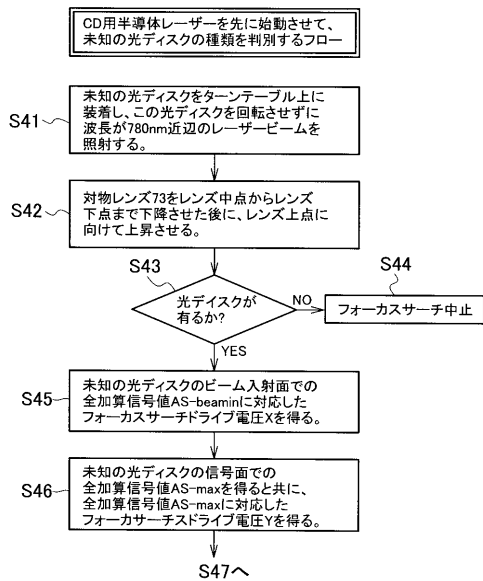 CD用半導体レーザーを先に始動させて、
未知の光ディスクの種類を判別するフロー
S41
未知の光ディスクをターンテーブル上に
装着し、この光ディスクを回転させずに
波長が780nm近辺のレーザービームを
照射する。
S42
対物レンズ73をレンズ中点からレンズ
下点まで下降させた後に、レンズ上点に
向けて上昇させる。
S43
光デイスクが
有るか?
NO
S44
フォーカスサーチ中止
YES
S45
未知の光ディスクのビーム入射面での
全加算信号値AS-beaminに対応した
フォーカスサーチドライブ電圧Xを得る。
S46
未知の光ディスクの信号面での
全加算信号値AS-maxを得ると共に、
全加算信号値AS-maxに対応した
フォーカサーチスドライブ電圧Yを得る。
S47へ